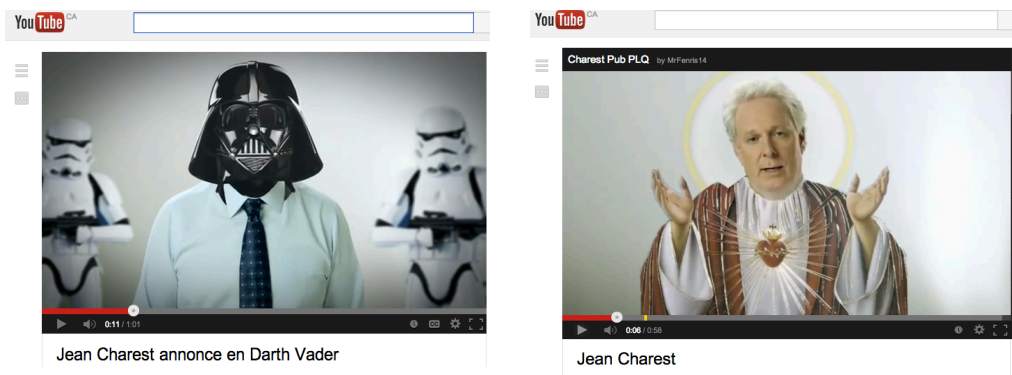 YouTube CA
0:11 / 1:01
Jean Charest annonce en Darth Vader
YouTube CA
Charest Pub PLQ by MrFenris14
0:06 / 0:58
Jean Charest